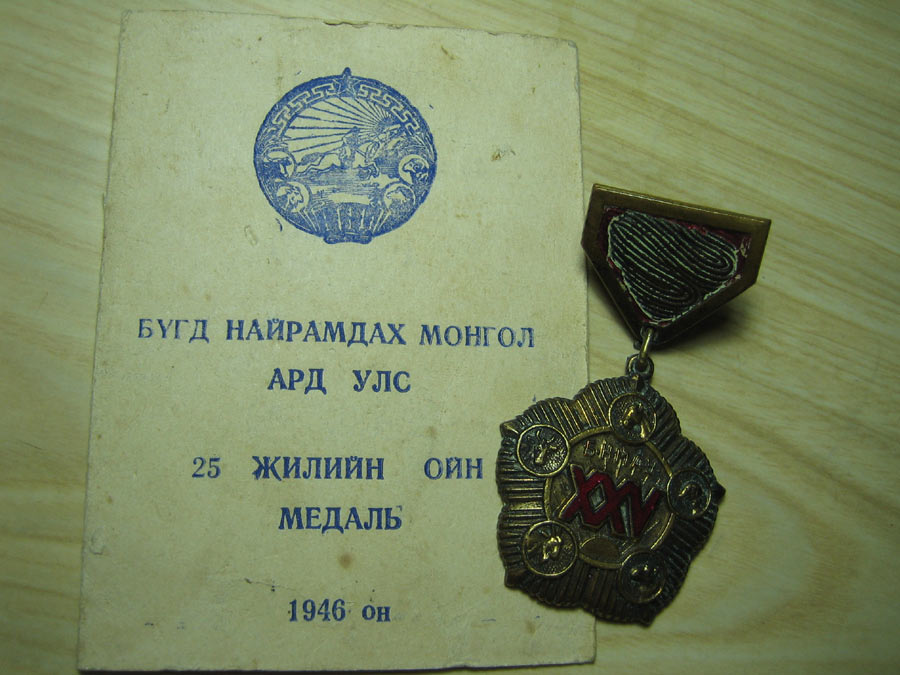 БҮГД НАЙРАМДАХ МОНГОЛ
АРД УЛС
25 ЖИЛИЙН ОЙН
МЕДАЛЬ
1946 он
XXV